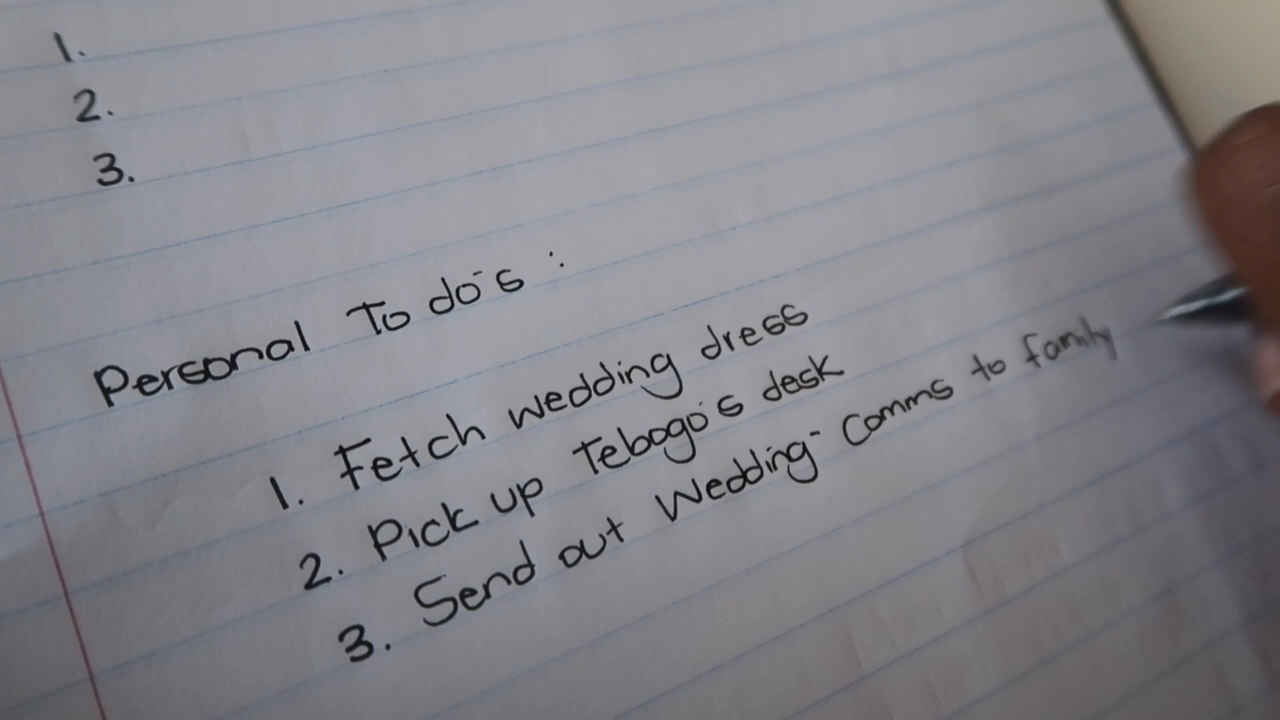 1.
2.
3.
Personal To do's :
1. Fetch wedding dress
2. Pick up Tebogo's desk
3. Send out Wedding-Comms to family